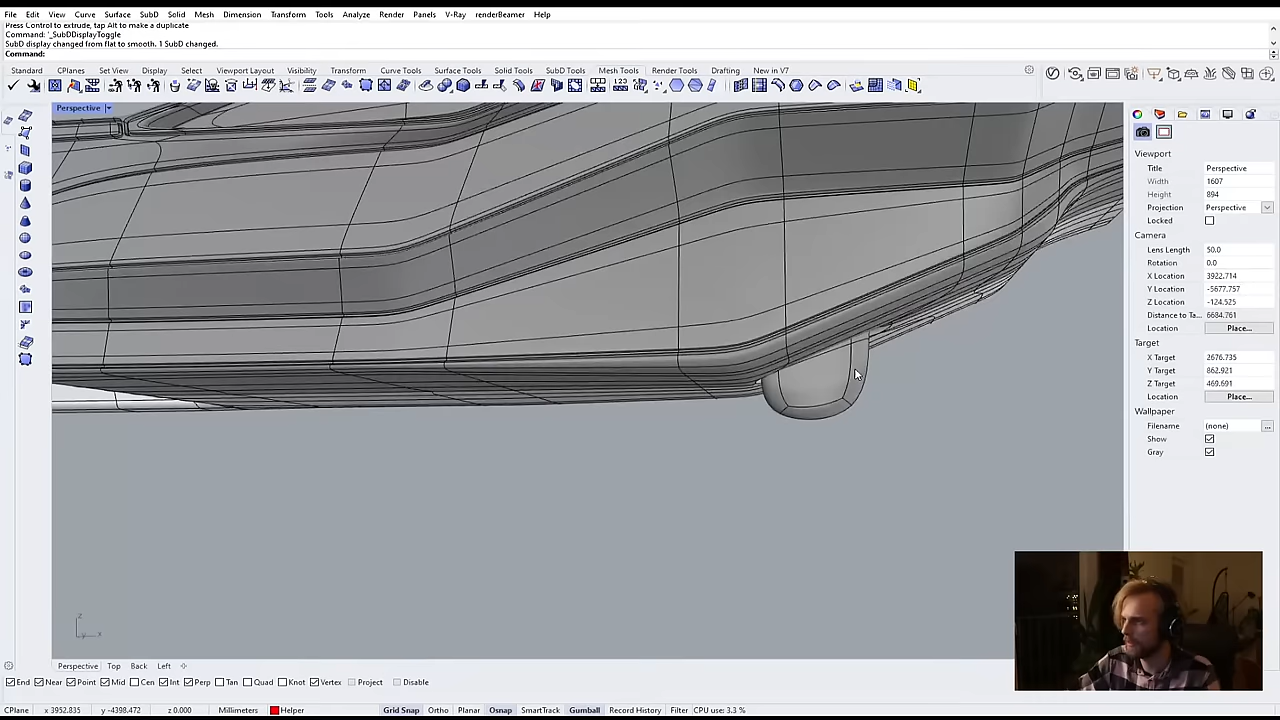 File Edit View Curve Surface SubD Solid Mesh Dimension Transform Tools Analyze Render Panels V-Ray renderBeamer Help
Press Control to extrude, tap Alt to make a duplicate
Command: '_SubDDisplayToggle
SubD display changed from flat to smooth. 1 SubD changed.
Command:
Standard CPlanes Set View Display Select Viewport Layout Visibility Transform Curve Tools Surface Tools Solid Tools SubD Tools Mesh Tools Render Tools Drafting New in V7
Perspective
Viewport
Title Perspective
Width 1607
Height 894
Projection Perspective
Locked
Camera
Lens Length 50.0
Rotation 0.0
X Location 3922.714
Y Location -5677.757
Z Location -124.525
Distance to Ta... 6684.761
Location Place...
Target
X Target 2676.735
Y Target 862.921
Z Target 469.691
Location Place...
Wallpaper
Filename (none) ...
Show
Gray
z
x
Perspective Top Back Left
End Near Point Mid Cen Int Perp Tan Quad Knot Vertex Project Disable
CPlane x 3952.835 y -4398.472 z 0.000 Millimeters Helper Grid Snap Ortho Planar Osnap SmartTrack Gumball Record History Filter CPU use: 3.3 %